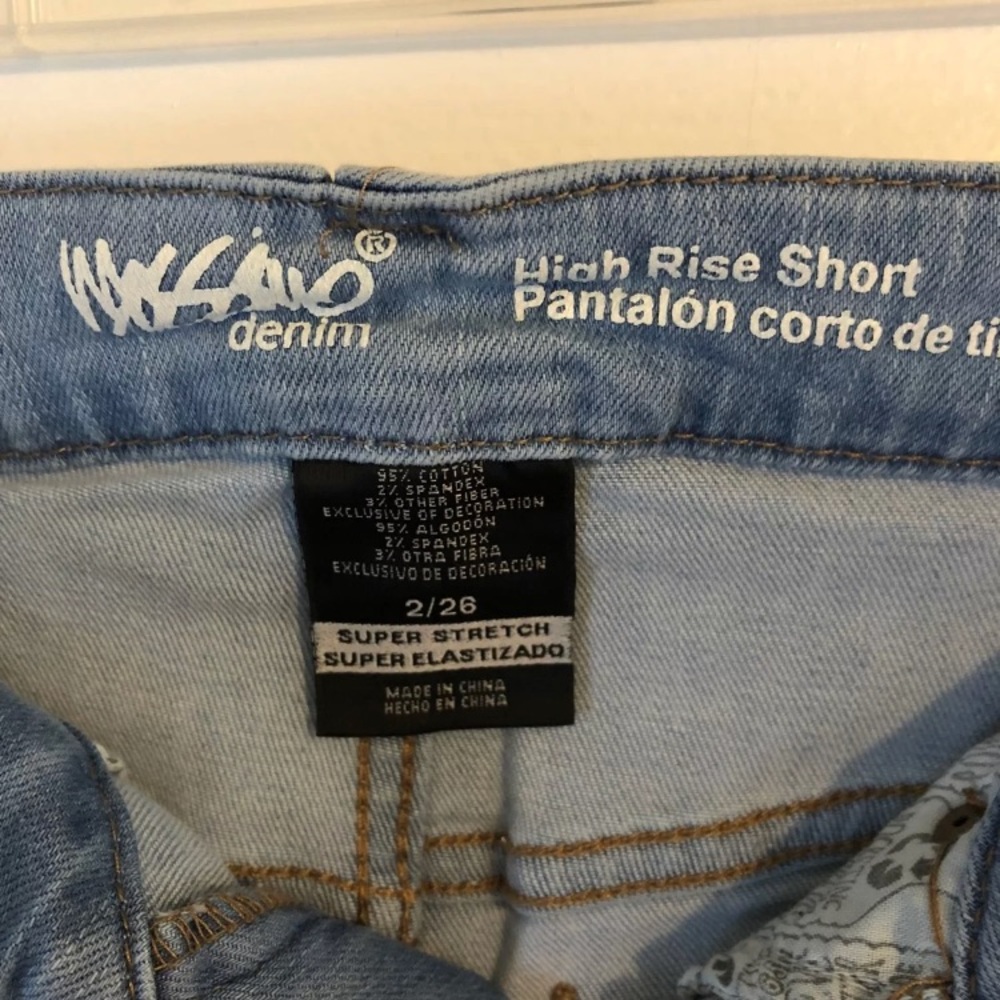 MOSSIMO®
denim
High Rise Short
Pantalón corto de
95% COTTON
2% SPANDEX
3% OTHER FIBER
EXCLUSIVE OF DECORATION
95% ALGODÓN
2% SPANDEX
3% OTRA FIBRA
EXCLUSIVO DE DECORACIÓN
2/26
SUPER STRETCH
SUPER ELASTIZADO
MADE IN CHINA
HECHO EN CHINA